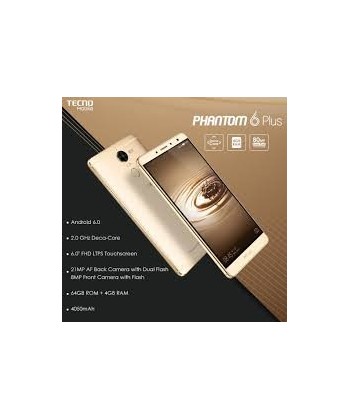 TECNO
MOBILE
PHANTOM 6 Plus
Android 6.0
2.0 GHz Deca-Core
6.0" FHD LTPS Touchscreen
21MP AF Back Camera with Dual Flash
8MP Front Camera with Flash
64GB ROM + 4GB RAM
4050mAh